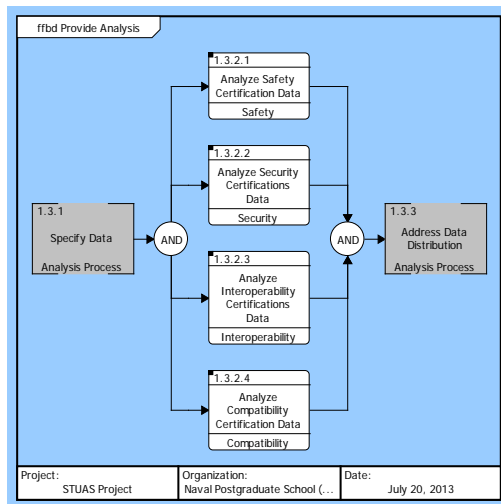 ffbd Provide Analysis
1.3.2.1
Analyze Safety
Certification Data
Safety
1.3.2.2
Analyze Security
Certifications
Data
Security
1.3.1
Specify Data
Analysis Process
AND
AND
1.3.3
Address Data
Distribution
Analysis Process
1.3.2.3
Analyze
Interoperability
Certifications
Data
Interoperability
1.3.2.4
Analyze
Compatibility
Certification Data
Compatibility
Project:
STUAS Project
Organization:
Naval Postgraduate School (...
Date:
July 20, 2013